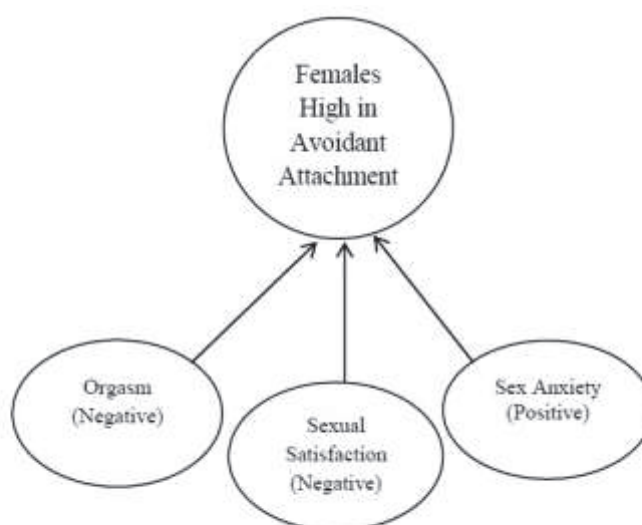 Females
High in
Avoidant
Attachment
Orgasm
(Negative)
Sexual
Satisfaction
(Negative)
Sex Anxiety
(Positive)